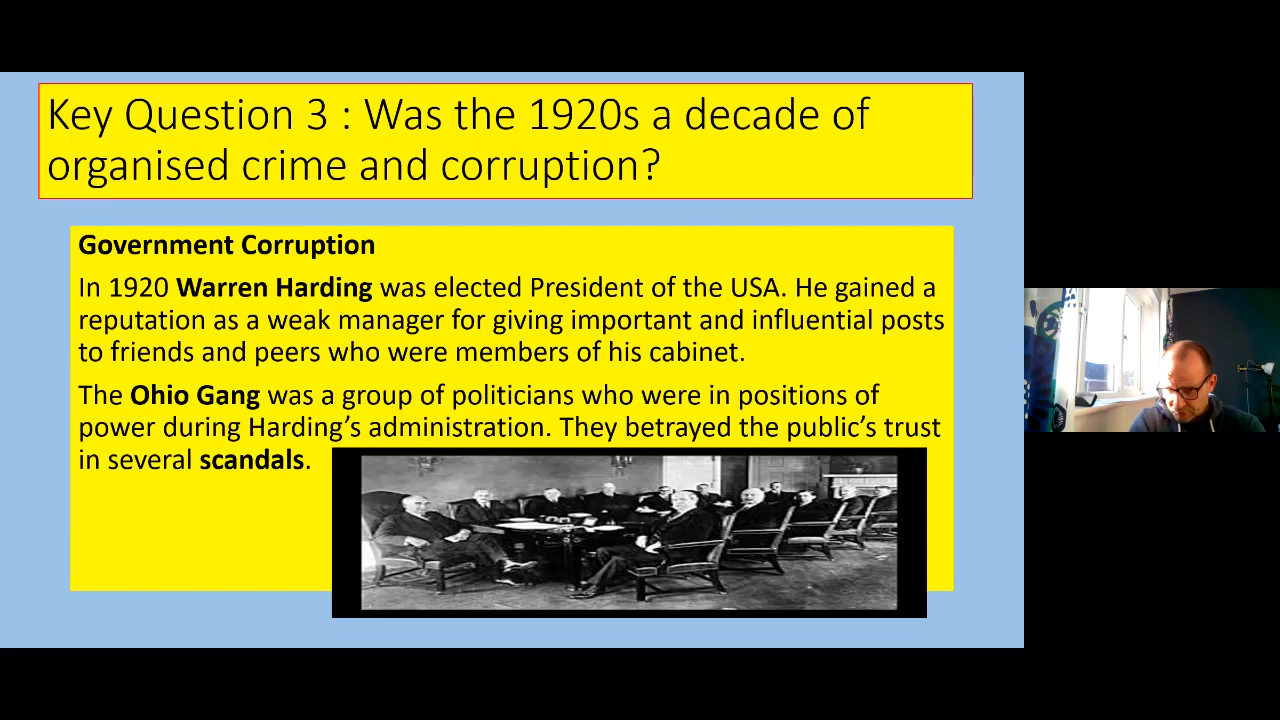 Key Question 3 : Was the 1920s a decade of
organised crime and corruption?
Government Corruption
In 1920 Warren Harding was elected President of the USA. He gained a
reputation as a weak manager for giving important and influential posts
to friends and peers who were members of his cabinet.
The Ohio Gang was a group of politicians who were in positions of
power during Harding’s administration. They betrayed the public’s trust
in several scandals.